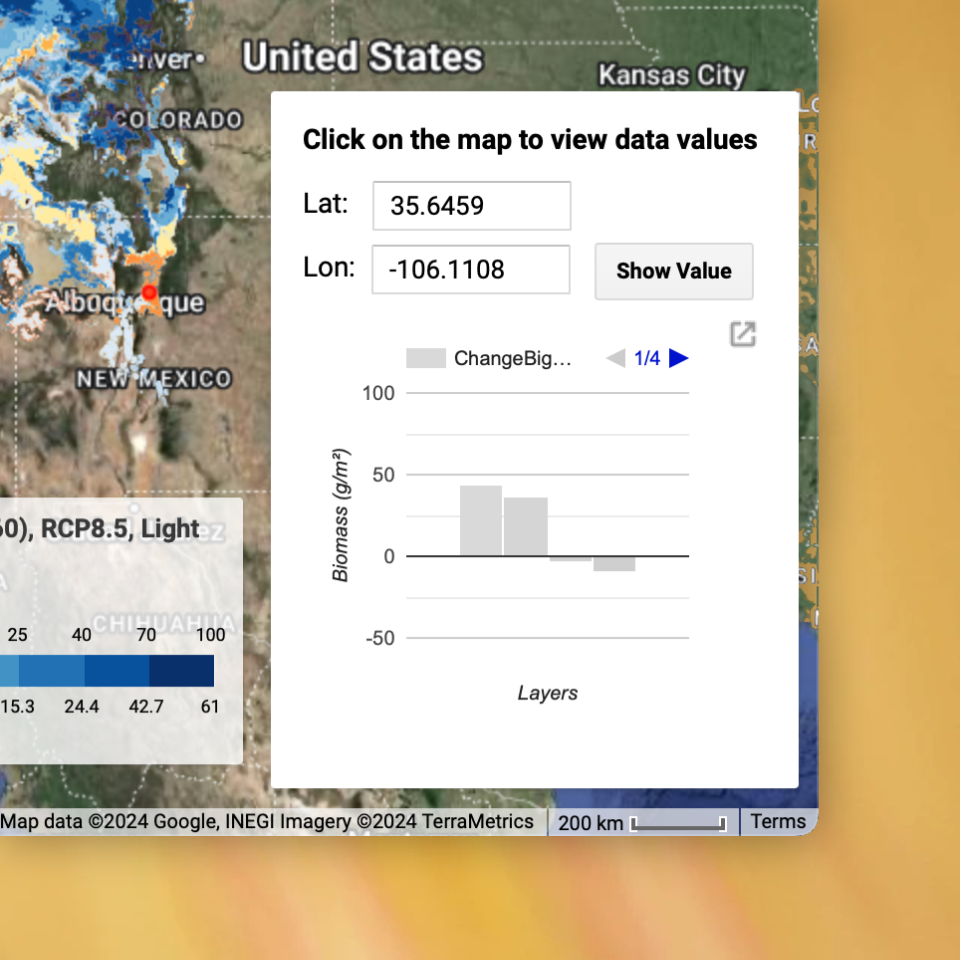 United States
Kansas City
COLORADO
Click on the map to view data values
Lat: 35.6459
Lon: -106.1108 Show Value
NEW MEXICO
ChangeBig… 1/4
100
50
0
-50
Biomass (g/m²)
Layers
60), RCP8.5, Light
CHIHUAHUA
25 40 70 100
15.3 24.4 42.7 61
Map data ©2024 Google, INEGI Imagery ©2024 TerraMetrics 200 km Terms